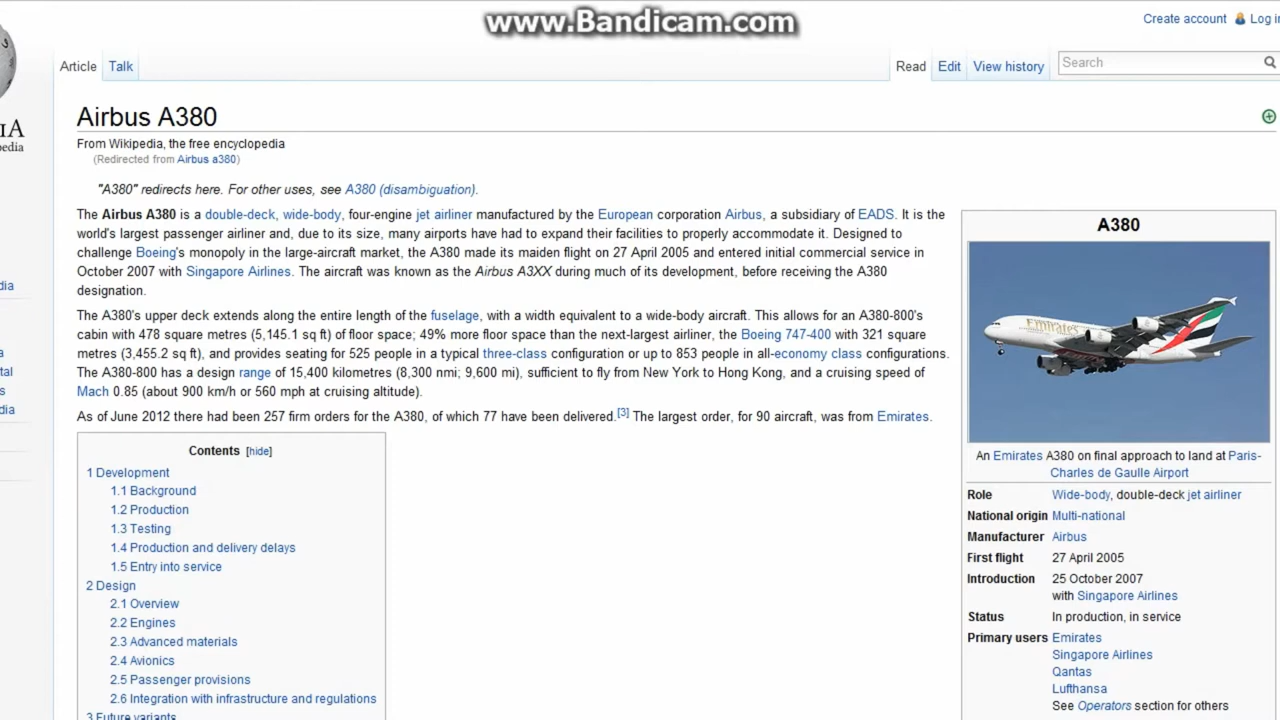 www.Bandicam.com
Create account Log in
Article Talk Read Edit View history Search
IA
pedia
Airbus A380
From Wikipedia, the free encyclopedia
(Redirected from Airbus a380)
"A380" redirects here. For other uses, see A380 (disambiguation).
The Airbus A380 is a double-deck, wide-body, four-engine jet airliner manufactured by the European corporation Airbus, a subsidiary of EADS. It is the
world's largest passenger airliner and, due to its size, many airports have had to expand their facilities to properly accommodate it. Designed to
challenge Boeing's monopoly in the large-aircraft market, the A380 made its maiden flight on 27 April 2005 and entered initial commercial service in
October 2007 with Singapore Airlines. The aircraft was known as the Airbus A3XX during much of its development, before receiving the A380
designation.
The A380's upper deck extends along the entire length of the fuselage, with a width equivalent to a wide-body aircraft. This allows for an A380-800's
cabin with 478 square metres (5,145.1 sq ft) of floor space; 49% more floor space than the next-largest airliner, the Boeing 747-400 with 321 square
metres (3,455.2 sq ft), and provides seating for 525 people in a typical three-class configuration or up to 853 people in all-economy class configurations.
The A380-800 has a design range of 15,400 kilometres (8,300 nmi; 9,600 mi), sufficient to fly from New York to Hong Kong, and a cruising speed of
Mach 0.85 (about 900 km/h or 560 mph at cruising altitude).
As of June 2012 there had been 257 firm orders for the A380, of which 77 have been delivered.[3] The largest order, for 90 aircraft, was from Emirates.
Contents [hide]
1 Development
1.1 Background
1.2 Production
1.3 Testing
1.4 Production and delivery delays
1.5 Entry into service
2 Design
2.1 Overview
2.2 Engines
2.3 Advanced materials
2.4 Avionics
2.5 Passenger provisions
2.6 Integration with infrastructure and regulations
3 Future variants
A380
Emirates
An Emirates A380 on final approach to land at Paris-
Charles de Gaulle Airport
Role Wide-body, double-deck jet airliner
National origin Multi-national
Manufacturer Airbus
First flight 27 April 2005
Introduction 25 October 2007
with Singapore Airlines
Status In production, in service
Primary users Emirates
Singapore Airlines
Qantas
Lufthansa
See Operators section for others